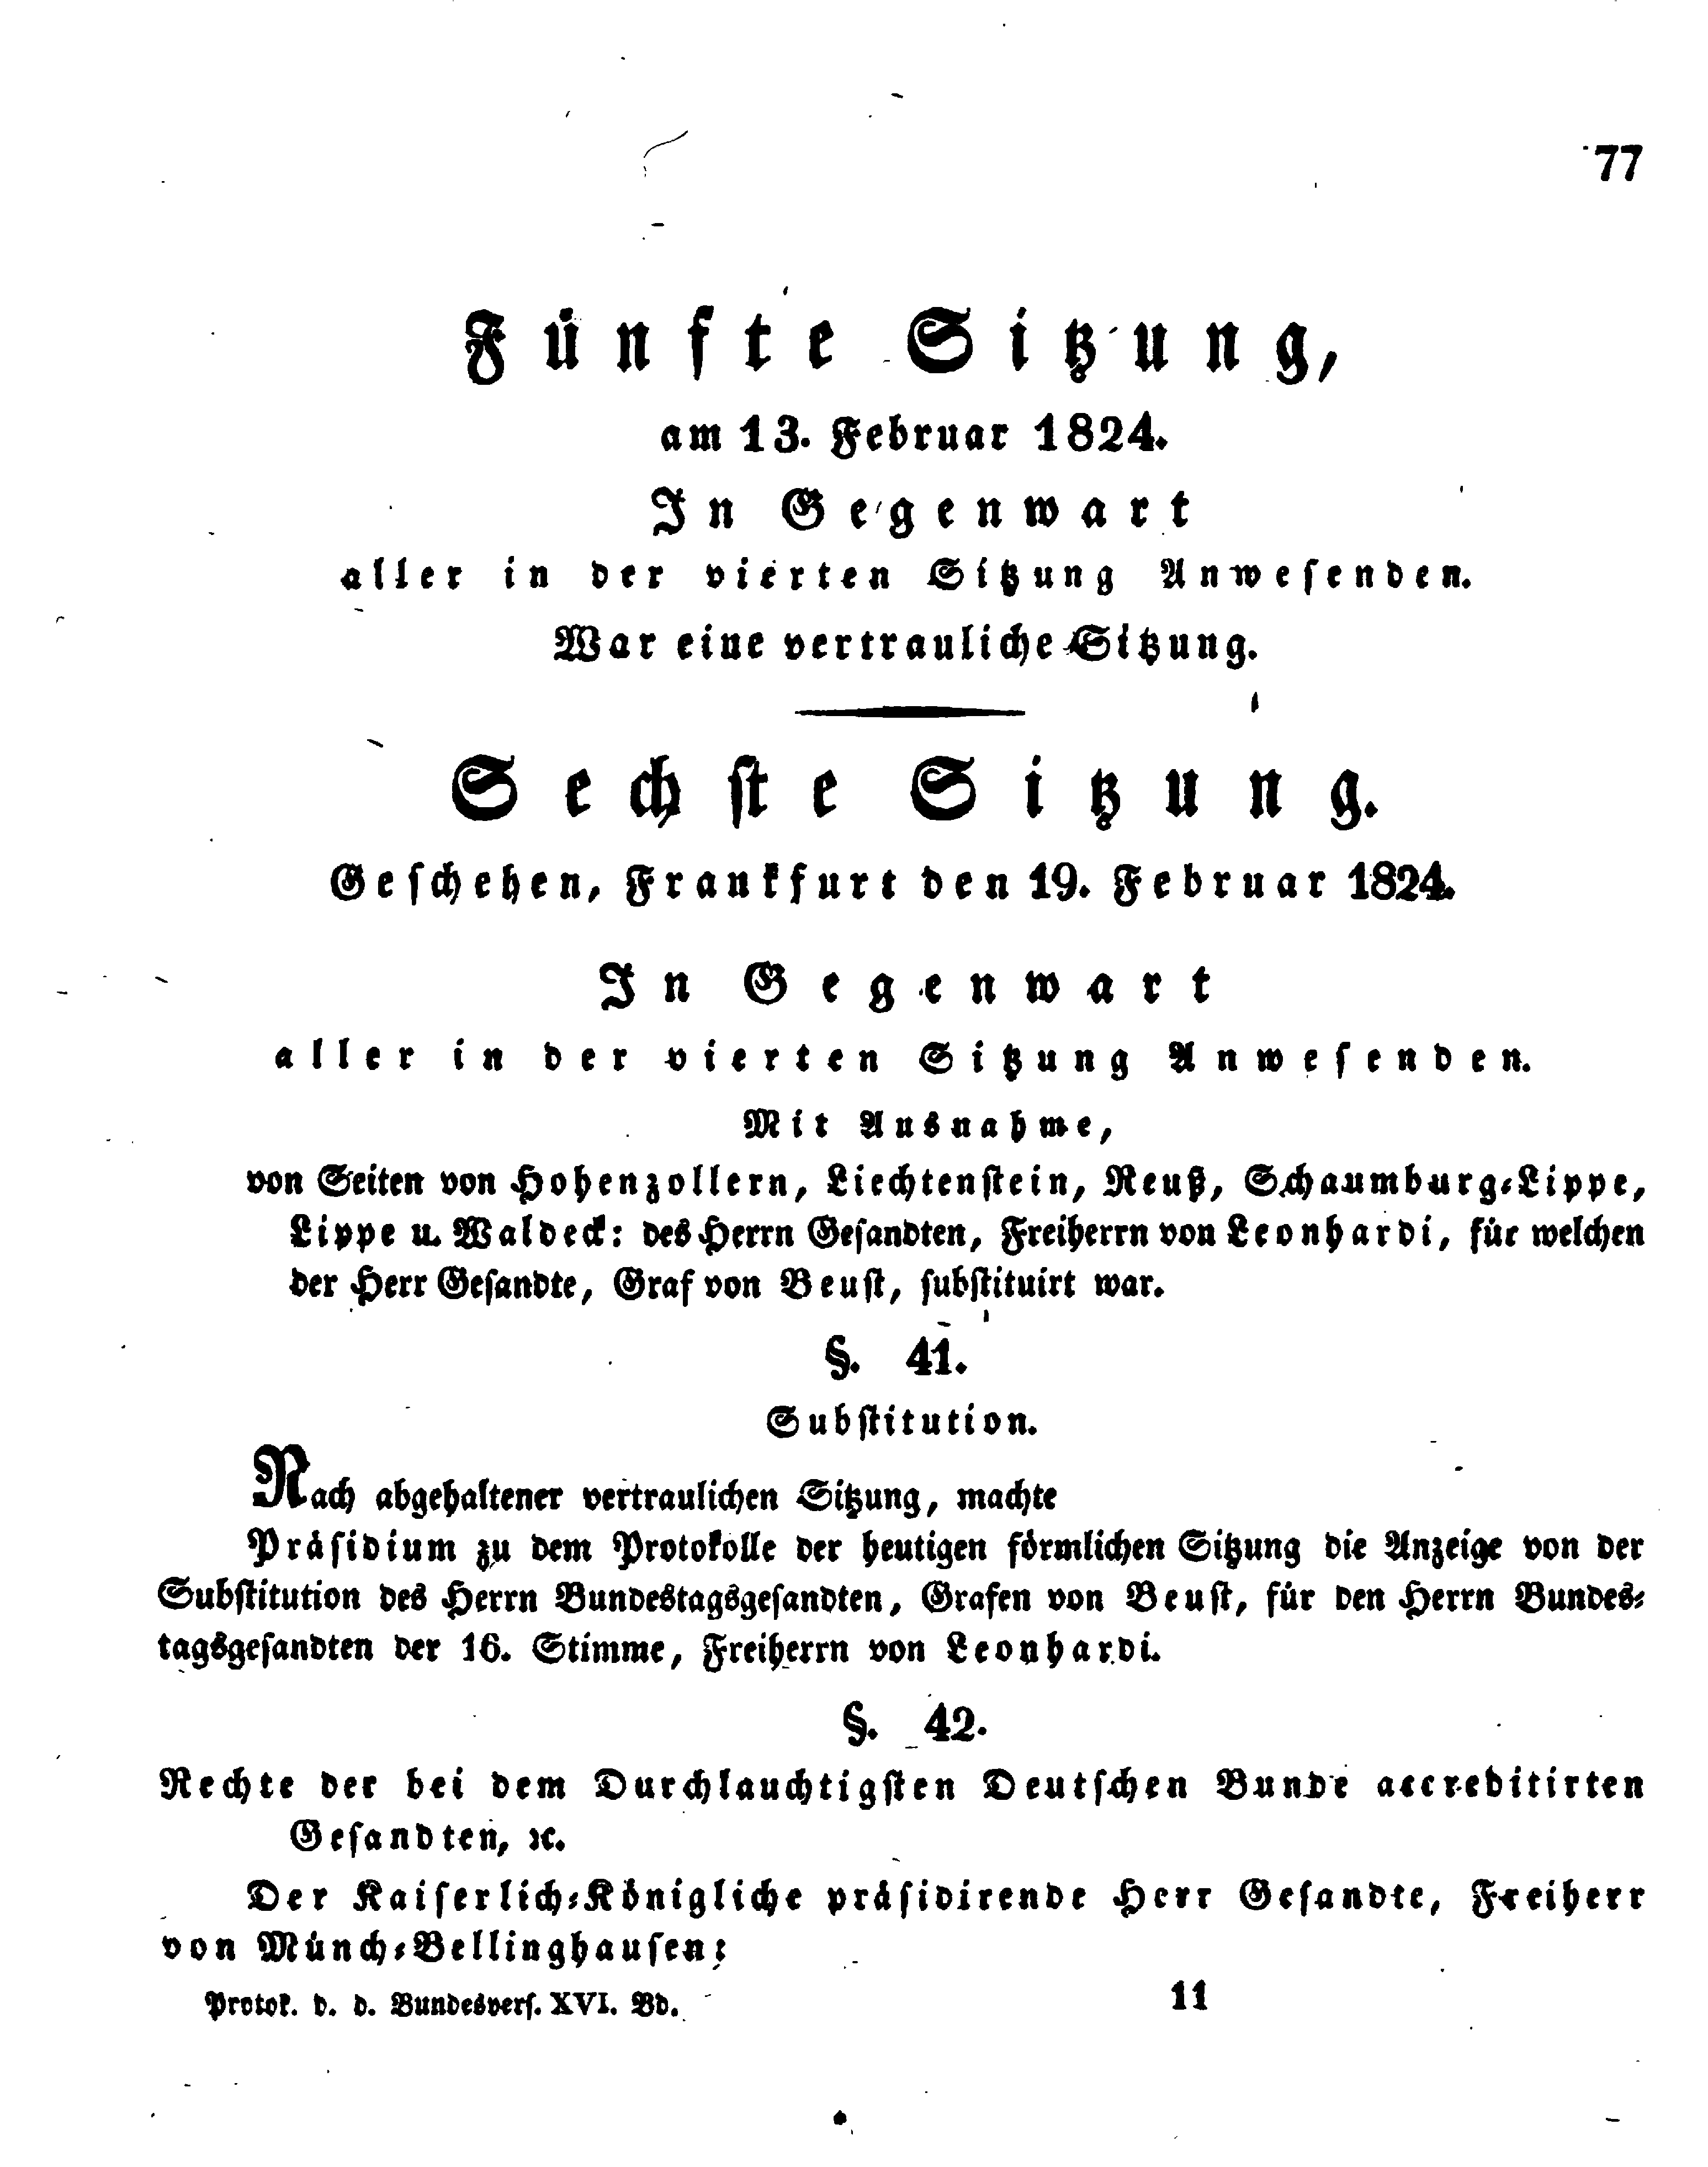 77
Fünfte Sitzung,
am 13. Februar 1824.
In Gegenwart
aller in der vierten Sitzung Anwesenden.
War eine vertrauliche Sitzung.
Sechste Sitzung.
Geschehen, Frankfurt den 19. Februar 1824.
In Gegenwart
aller in der vierten Sitzung Anwesenden.
Mit Ausnahme,
von Seiten von Hohenzollern, Liechtenstein, Reuß, Schaumburg-Lippe,
Lippe u. Waldeck: des Herrn Gesandten, Freiherrn von Leonhardi, für welchen
der Herr Gesandte, Graf von Beust, substituirt war.
§. 41.
Substitution.
Nach abgehaltener vertraulichen Sitzung, machte
Präsidium zu dem Protokolle der heutigen förmlichen Sitzung die Anzeige von der
Substitution des Herrn Bundestagsgesandten, Grafen von Beust, für den Herrn Bundes-
tagsgesandten der 16. Stimme, Freiherrn von Leonhardi.
§. 42.
Rechte der bei dem Durchlauchtigsten Deutschen Bunde accreditirten
Gesandten, ꝛc.
Der Kaiserlich-Königliche präsidirende Herr Gesandte, Freiherr
von Münch-Bellinghausen:
Protok. d. d. Bundesvers. XVI. Bd. 11